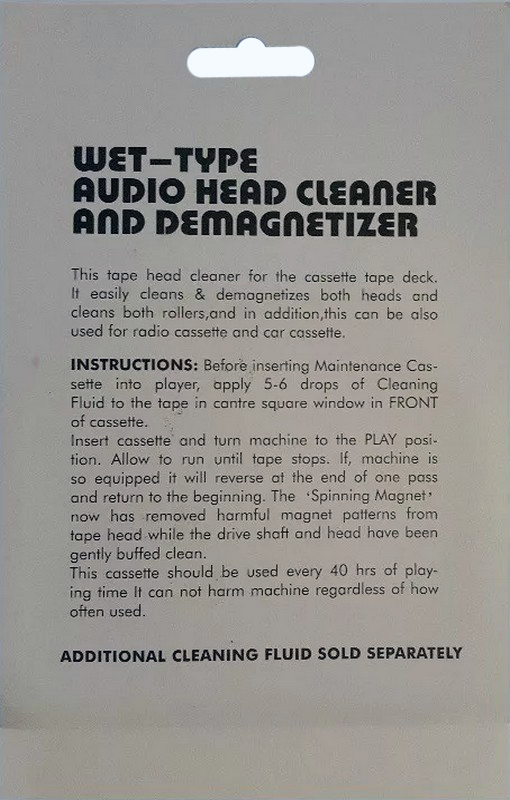 WET-TYPE
AUDIO HEAD CLEANER
AND DEMAGNETIZER
This tape head cleaner for the cassette tape deck.
It easily cleans & demagnetizes both heads and
cleans both rollers,and in addition,this can be also
used for radio cassette and car cassette.
INSTRUCTIONS: Before inserting Maintenance Cas-
sette into player, apply 5-6 drops of Cleaning
Fluid to the tape in cantre square window in FRONT
of cassette.
Insert cassette and turn machine to the PLAY posi-
tion. Allow to run until tape stops. If, machine is
so equipped it will reverse at the end of one pass
and return to the beginning. The 'Spinning Magnet'
now has removed harmful magnet patterns from
tape head while the drive shaft and head have been
gently buffed clean.
This cassette should be used every 40 hrs of play-
ing time It can not harm machine regardless of how
often used.
ADDITIONAL CLEANING FLUID SOLD SEPARATELY